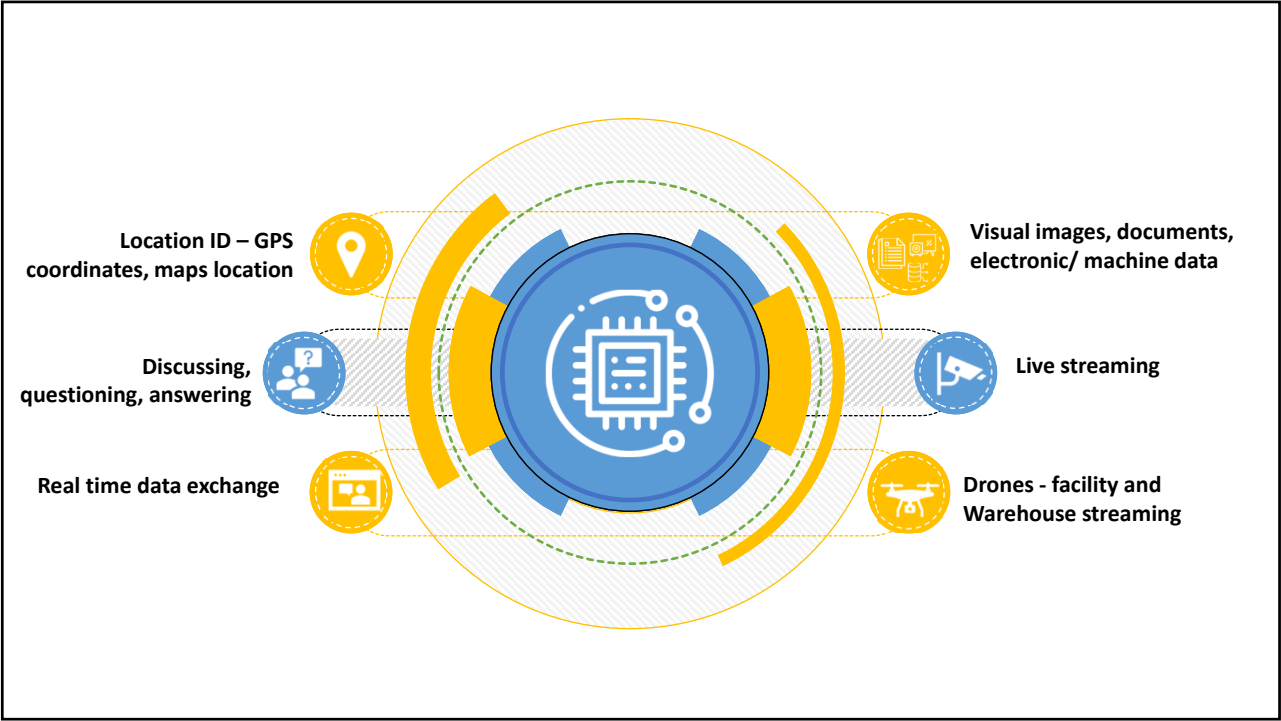 Location ID – GPS
coordinates, maps location
Discussing,
questioning, answering
?
Real time data exchange
Visual images, documents,
electronic/ machine data
Live streaming
Drones - facility and
Warehouse streaming